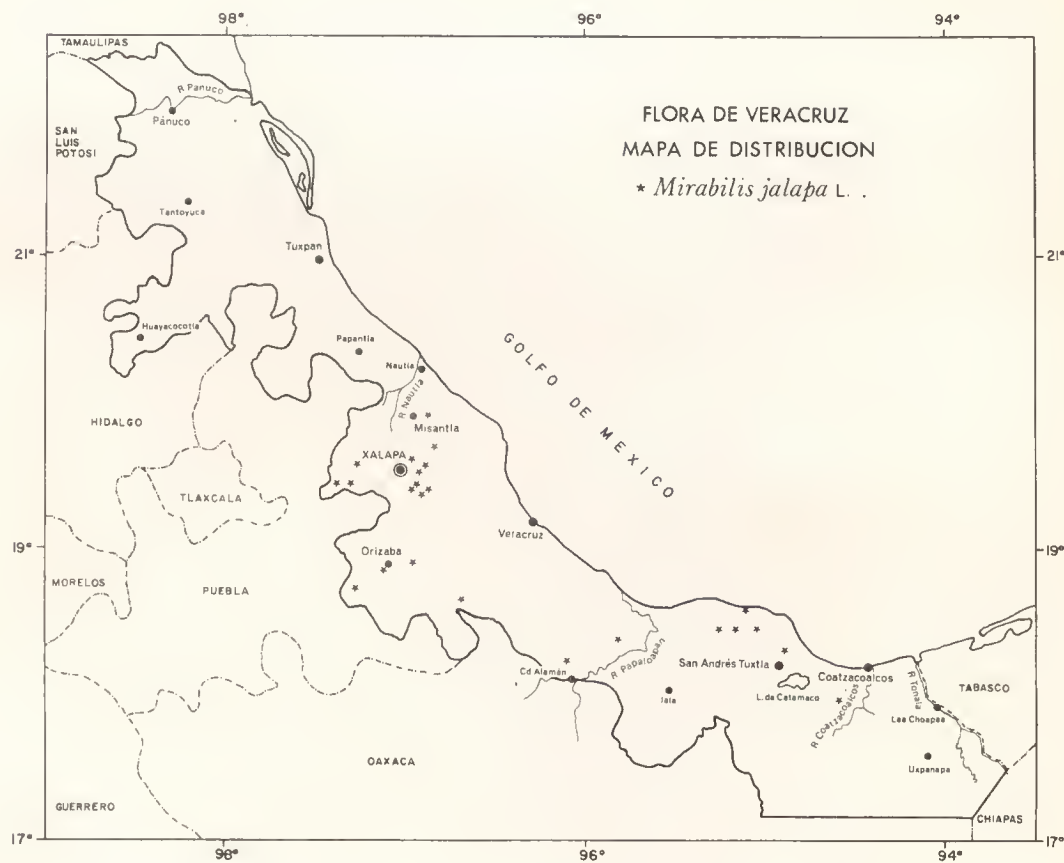 98° 96° 94°
TAMAULIPAS
R Panuco
Pánuco
SAN
LUIS
POTOSI
FLORA DE VERACRUZ
MAPA DE DISTRIBUCION
* Mirabilis jalapa L. .
Tantoyuca
21° 21°
Tuxpan
Huayacocotla
Papantla
Nautla
R Nautla
GOLFO DE MEXICO
HIDALGO
Misantla
XALAPA
TLAXCALA
Veracruz
19° 19°
Orizaba
MORELOS
PUEBLA
R Papaloapan
San Andrés Tuxtla
Cd Alemán
Coatzacoalcos
L. de Catemaco
Isla
R Coatzacoalcos
R Tonala
TABASCO
Las Choapas
OAXACA
Uxpanapa
GUERRERO
CHIAPAS
17° 17°
98° 96° 94°